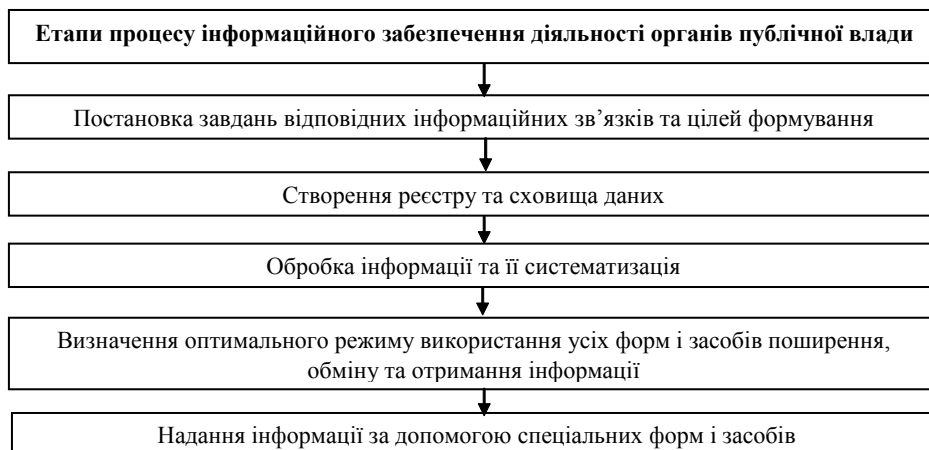 Етапи процесу інформаційного забезпечення діяльності органів публічної влади
Постановка завдань відповідних інформаційних зв’язків та цілей формування
Створення реєстру та сховища даних
Обробка інформації та її систематизація
Визначення оптимального режиму використання усіх форм і засобів поширення,
обміну та отримання інформації
Надання інформації за допомогою спеціальних форм і засобів